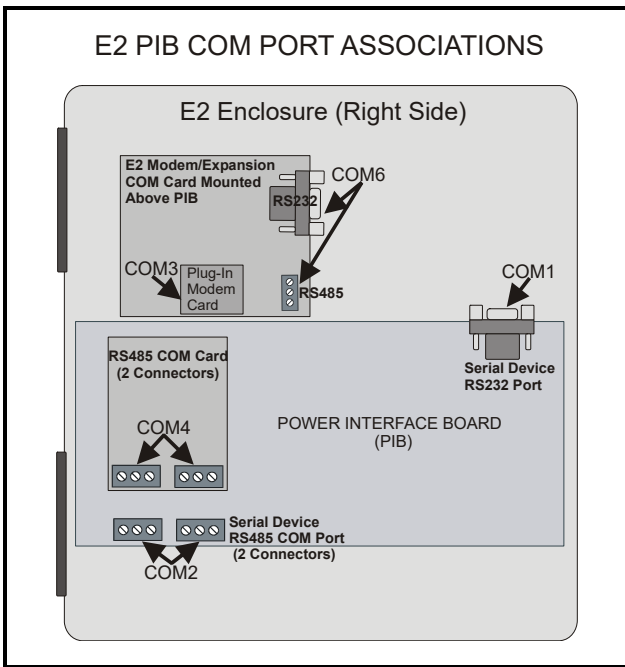 E2 PIB COM PORT ASSOCIATIONS
E2 Enclosure (Right Side)
E2 Modem/Expansion
COM Card Mounted
Above PIB
RS232
COM6
COM3
Plug-In
Modem
Card
RS485
COM1
Serial Device
RS232 Port
RS485 COM Card
(2 Connectors)
COM4
POWER INTERFACE BOARD
(PIB)
Serial Device
RS485 COM Port
(2 Connectors)
COM2